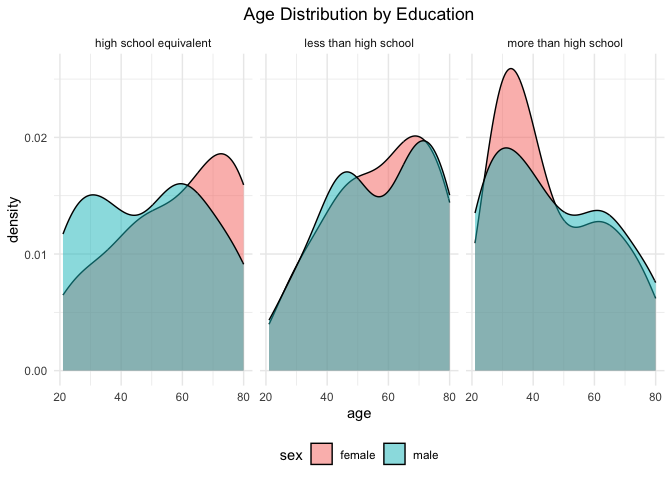 Age Distribution by Education
high school equivalent less than high school more than high school
0.02
0.01
0.00
density
20 40 60 80 20 40 60 80 20 40 60 80
age
sex female male